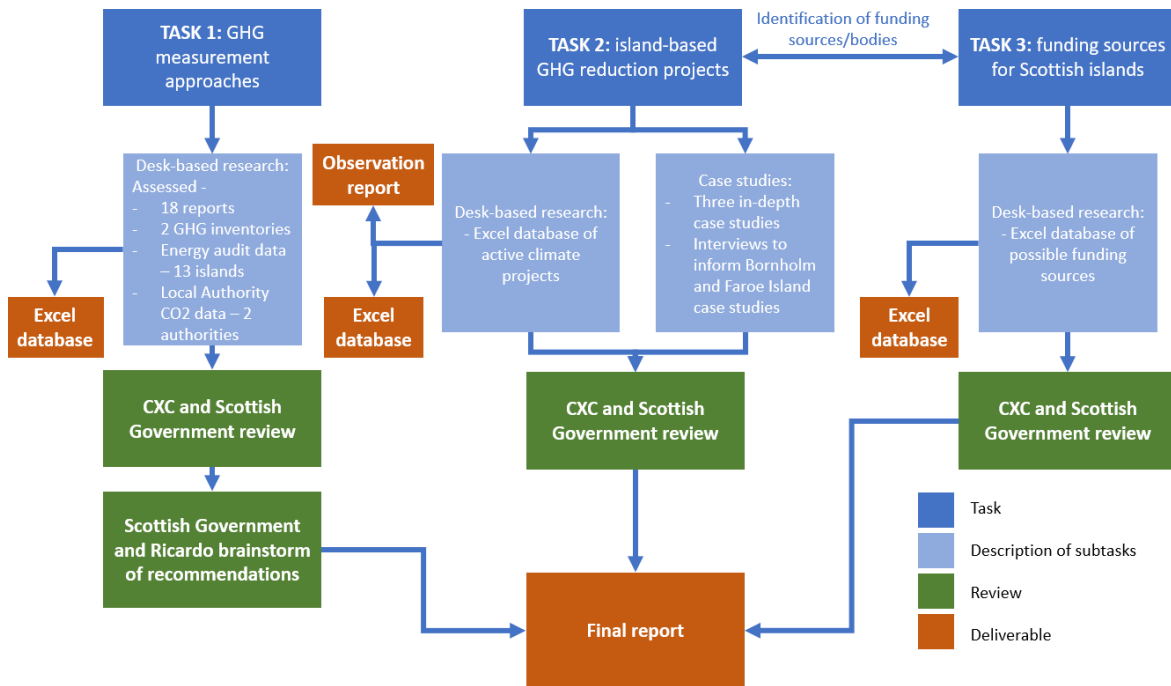 TASK 1: GHG
measurement
approaches
TASK 2: island-based
GHG reduction projects
Identification of funding
sources/bodies
TASK 3: funding sources
for Scottish islands
Desk-based research:
Assessed -
- 18 reports
- 2 GHG inventories
- Energy audit data
– 13 islands
- Local Authority
CO2 data – 2
authorities
Excel
database
Observation
report
Excel
database
Desk-based research:
- Excel database of
active climate
projects
Case studies:
- Three in-depth
case studies
- Interviews to
inform Bornholm
and Faroe Island
case studies
Desk-based research:
- Excel database of
possible funding
sources
Excel
database
CXC and Scottish
Government review
CXC and Scottish
Government review
CXC and Scottish
Government review
Scottish Government
and Ricardo brainstorm
of recommendations
Final report
Task
Description of subtasks
Review
Deliverable